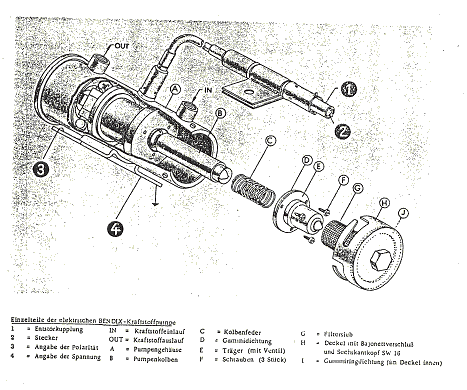 OUT
IN
A
B
C
D
E
F
G
H
J
1
2
3
4
Einzelteile der elektrischen BENDIX-Kraftstoffpumpe
1 = Entstörkupplung
2 = Stecker
3 = Angabe der Polarität
4 = Angabe der Spannung
IN = Kraftstoffeinlauf
OUT = Kraftstoffauslauf
A = Pumpengehäuse
B = Pumpenkolben
C = Kolbenfeder
D = Gummidichtung
E = Träger (mit Ventil)
F = Schrauben (3 Stück)
G = Filtersieb
H = Deckel mit Bajonettverschluß
und Sechskantkopf SW 16
I = Gummiringdichtung (an Deckel innen)